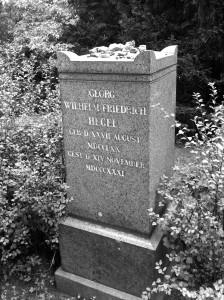 GEORG
WILHELM FRIEDRICH
HEGEL
GEB. D. XXVII AUGUST
MDCCLXX
GEST. D. XIV NOVEMBER
MDCCCXXXI.